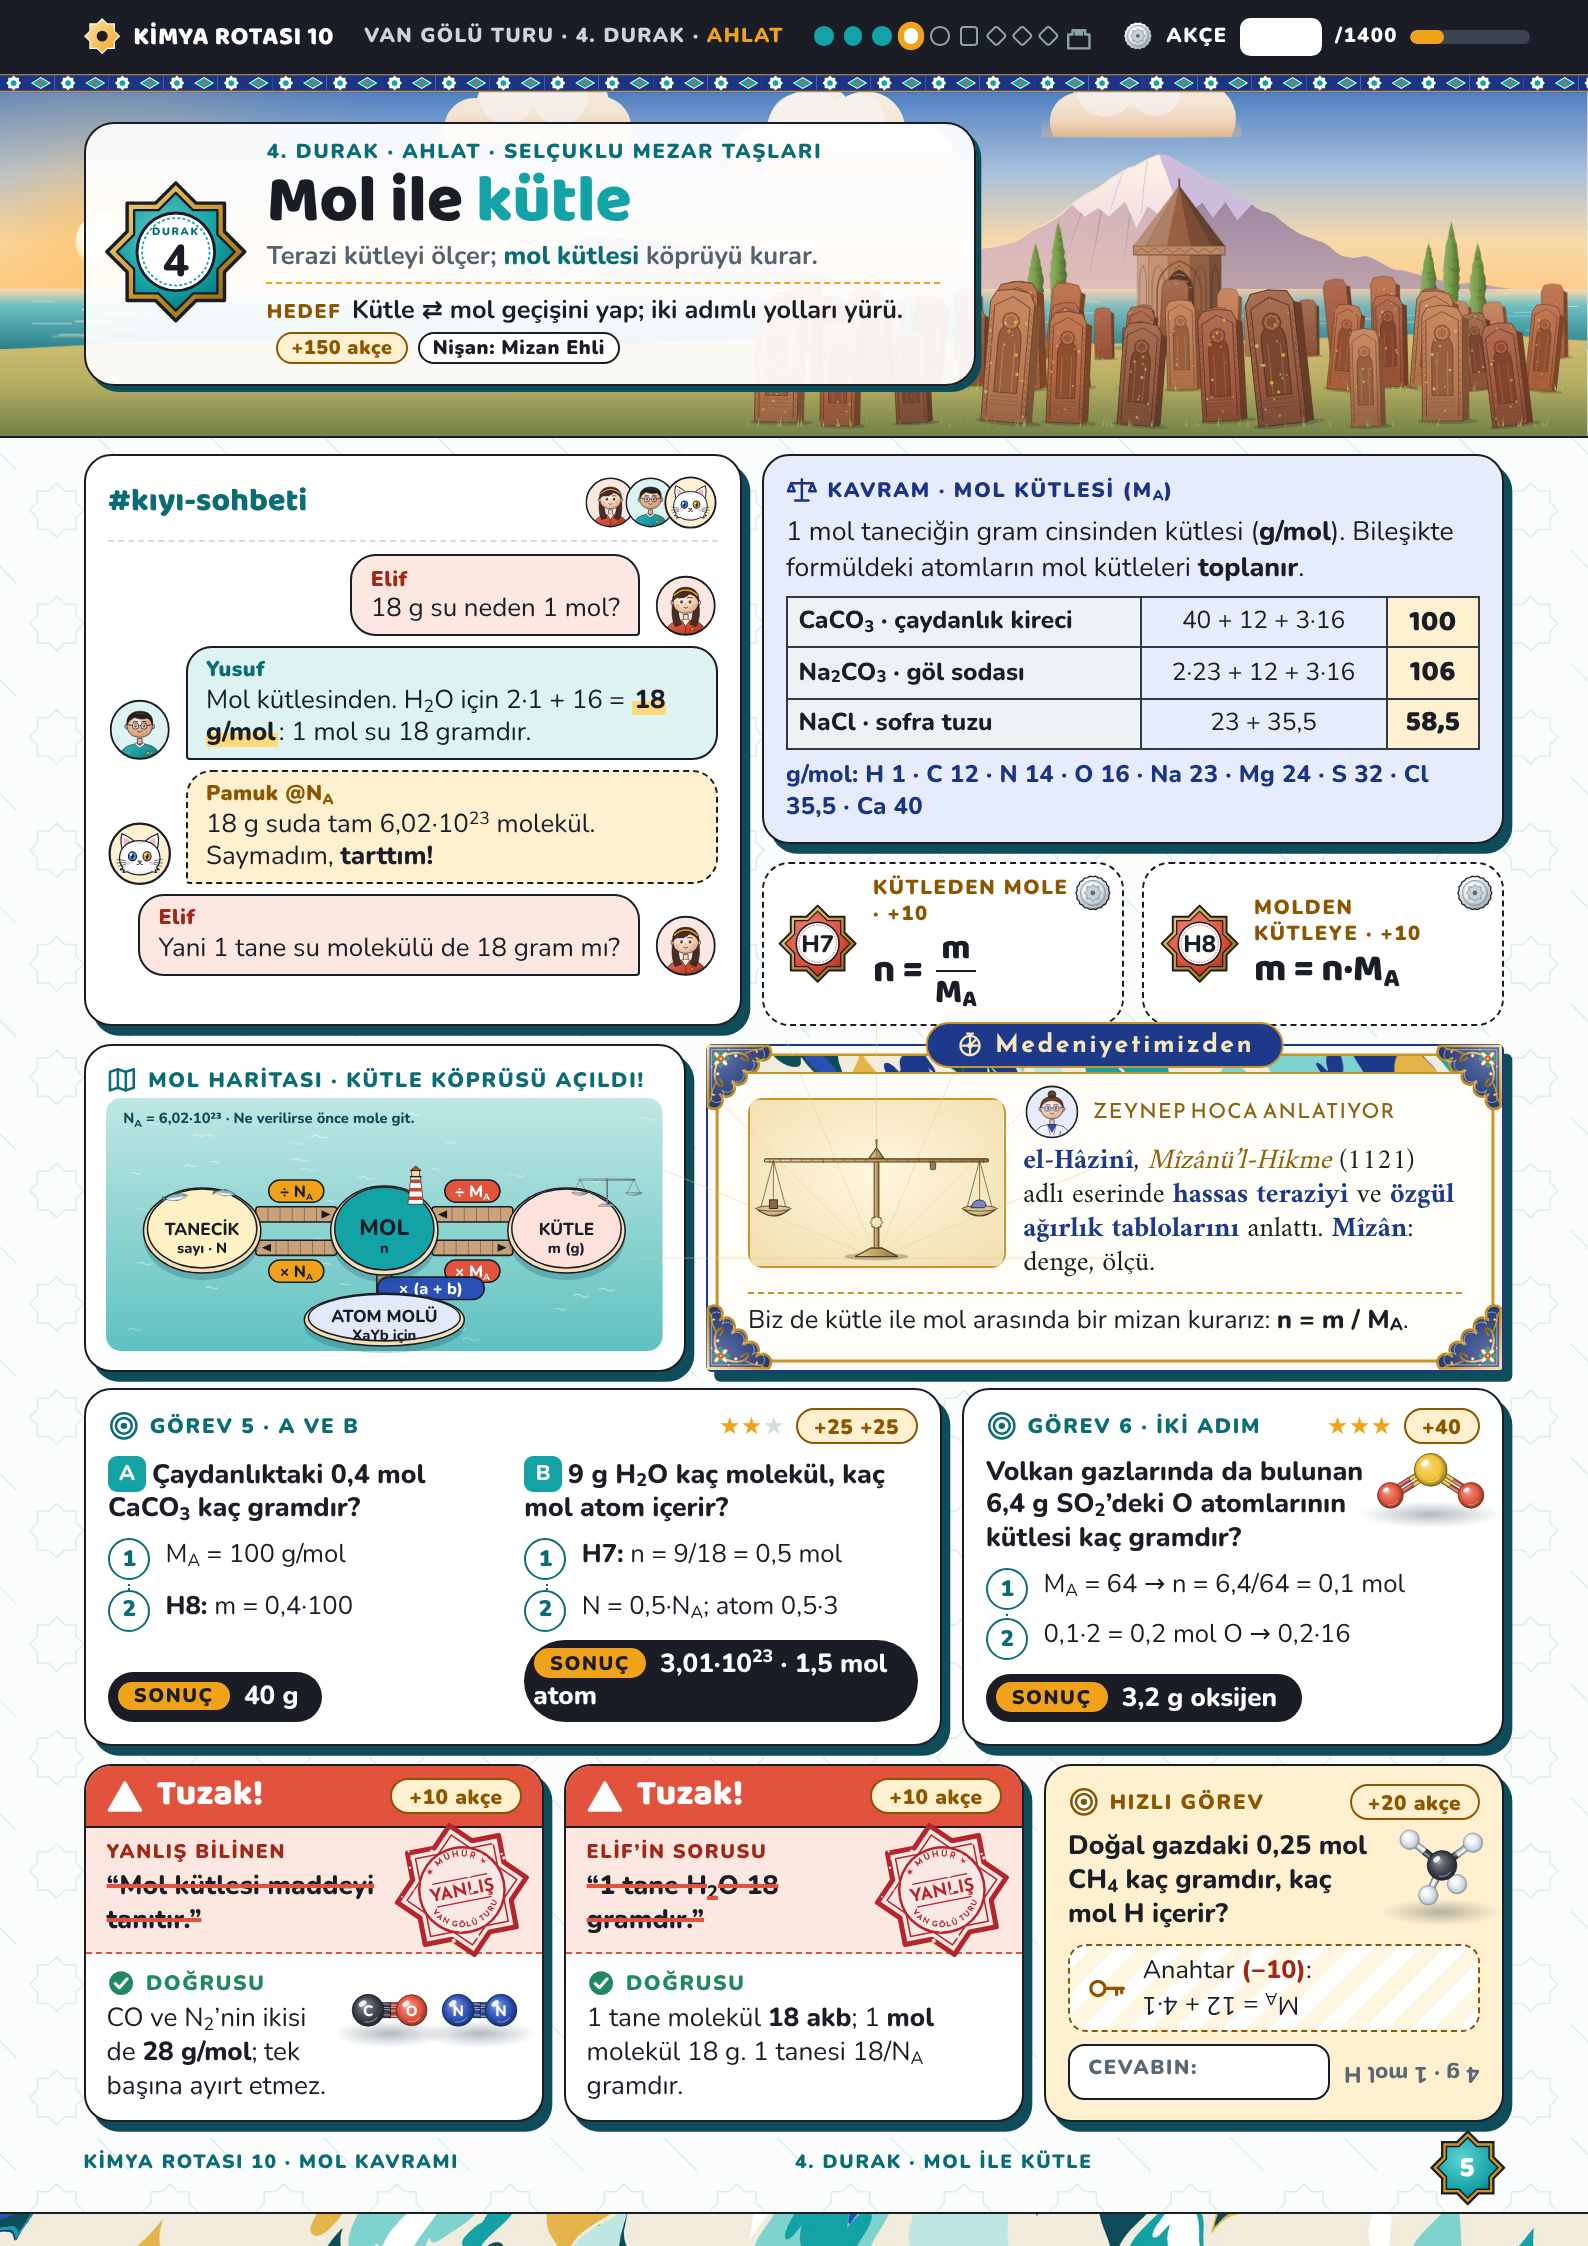 KİMYA ROTASI 10 VAN GÖLÜ TURU · 4. DURAK · AHLAT AKÇE /1400
4. DURAK · AHLAT · SELÇUKLU MEZAR TAŞLARI
DURAK
4
Mol ile kütle
Terazi kütleyi ölçer; mol kütlesi köprüyü kurar.
HEDEF Kütle ⇄ mol geçişini yap; iki adımlı yolları yürü.
+150 akçe Nişan: Mizan Ehli
#kıyı-sohbeti
Elif
18 g su neden 1 mol?
Yusuf
Mol kütlesinden. H₂O için 2·1 + 16 = 18
g/mol: 1 mol su 18 gramdır.
Pamuk @N_A
18 g suda tam 6,02·10²³ molekül.
Saymadım, tarttım!
Elif
Yani 1 tane su molekülü de 18 gram mı?
KAVRAM · MOL KÜTLESİ (M_A)
1 mol taneciğin gram cinsinden kütlesi (g/mol). Bileşikte
formüldeki atomların mol kütleleri toplanır.
CaCO₃ · çaydanlık kireci 40 + 12 + 3·16 100
Na₂CO₃ · göl sodası 2·23 + 12 + 3·16 106
NaCl · sofra tuzu 23 + 35,5 58,5
g/mol: H 1 · C 12 · N 14 · O 16 · Na 23 · Mg 24 · S 32 · Cl
35,5 · Ca 40
H7
KÜTLEDEN MOLE
· +10
n = m / M_A
H8
MOLDEN
KÜTLEYE · +10
m = n·M_A
MOL HARİTASI · KÜTLE KÖPRÜSÜ AÇILDI!
N_A = 6,02·10²³ · Ne verilirse önce mole git.
÷ N_A ÷ M_A
TANECİK MOL KÜTLE
sayı · N n m (g)
× N_A × M_A
× (a + b)
ATOM MOLÜ
XaYb için
Medeniyetimizden
ZEYNEP HOCA ANLATIYOR
el-Hâzinî, Mîzânü’l-Hikme (1121)
adlı eserinde hassas teraziyi ve özgül
ağırlık tablolarını anlattı. Mîzân:
denge, ölçü.
Biz de kütle ile mol arasında bir mizan kurarız: n = m / M_A.
GÖREV 5 · A VE B ★★★ +25 +25
A Çaydanlıktaki 0,4 mol
CaCO₃ kaç gramdır?
1 M_A = 100 g/mol
2 H8: m = 0,4·100
SONUÇ 40 g
B 9 g H₂O kaç molekül, kaç
mol atom içerir?
1 H7: n = 9/18 = 0,5 mol
2 N = 0,5·N_A; atom 0,5·3
SONUÇ 3,01·10²³ · 1,5 mol
atom
GÖREV 6 · İKİ ADIM ★★★ +40
Volkan gazlarında da bulunan
6,4 g SO₂’deki O atomlarının
kütlesi kaç gramdır?
1 M_A = 64 → n = 6,4/64 = 0,1 mol
2 0,1·2 = 0,2 mol O → 0,2·16
SONUÇ 3,2 g oksijen
Tuzak! +10 akçe
YANLIŞ BİLİNEN
“Mol kütlesi maddeyi
tanıtır.”
MÜHÜR
YANLIŞ
VAN GÖLÜ TURU
DOĞRUSU
CO ve N₂’nin ikisi
de 28 g/mol; tek
başına ayırt etmez.
C O N N
Tuzak! +10 akçe
ELİF’İN SORUSU
“1 tane H₂O 18
gramdır.”
MÜHÜR
YANLIŞ
VAN GÖLÜ TURU
DOĞRUSU
1 tane molekül 18 akb; 1 mol
molekül 18 g. 1 tanesi 18/N_A
gramdır.
HIZLI GÖREV +20 akçe
Doğal gazdaki 0,25 mol
CH₄ kaç gramdır, kaç
mol H içerir?
Anahtar (−10):
M_A = 12 + 4·1
CEVABIN:
4 g · 1 mol H
KİMYA ROTASI 10 · MOL KAVRAMI 4. DURAK · MOL İLE KÜTLE 5